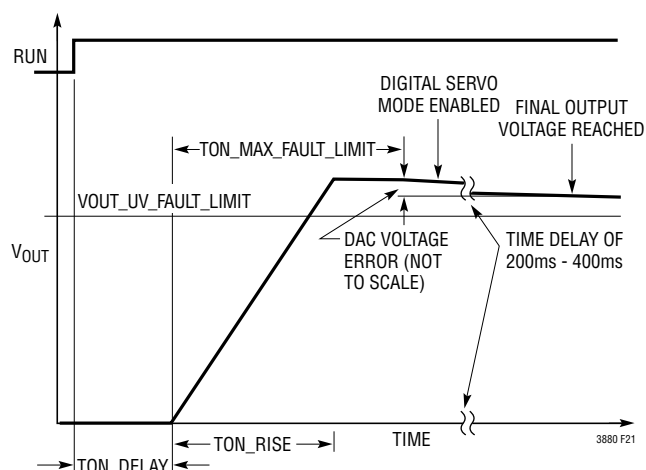 RUN
DIGITAL SERVO
MODE ENABLED
FINAL OUTPUT
VOLTAGE REACHED
TON_MAX_FAULT_LIMIT
VOUT_UV_FAULT_LIMIT
VOUT
DAC VOLTAGE
ERROR (NOT
TO SCALE)
TIME DELAY OF
200ms - 400ms
TON_RISE
TIME
3880 F21
TON_DELAY